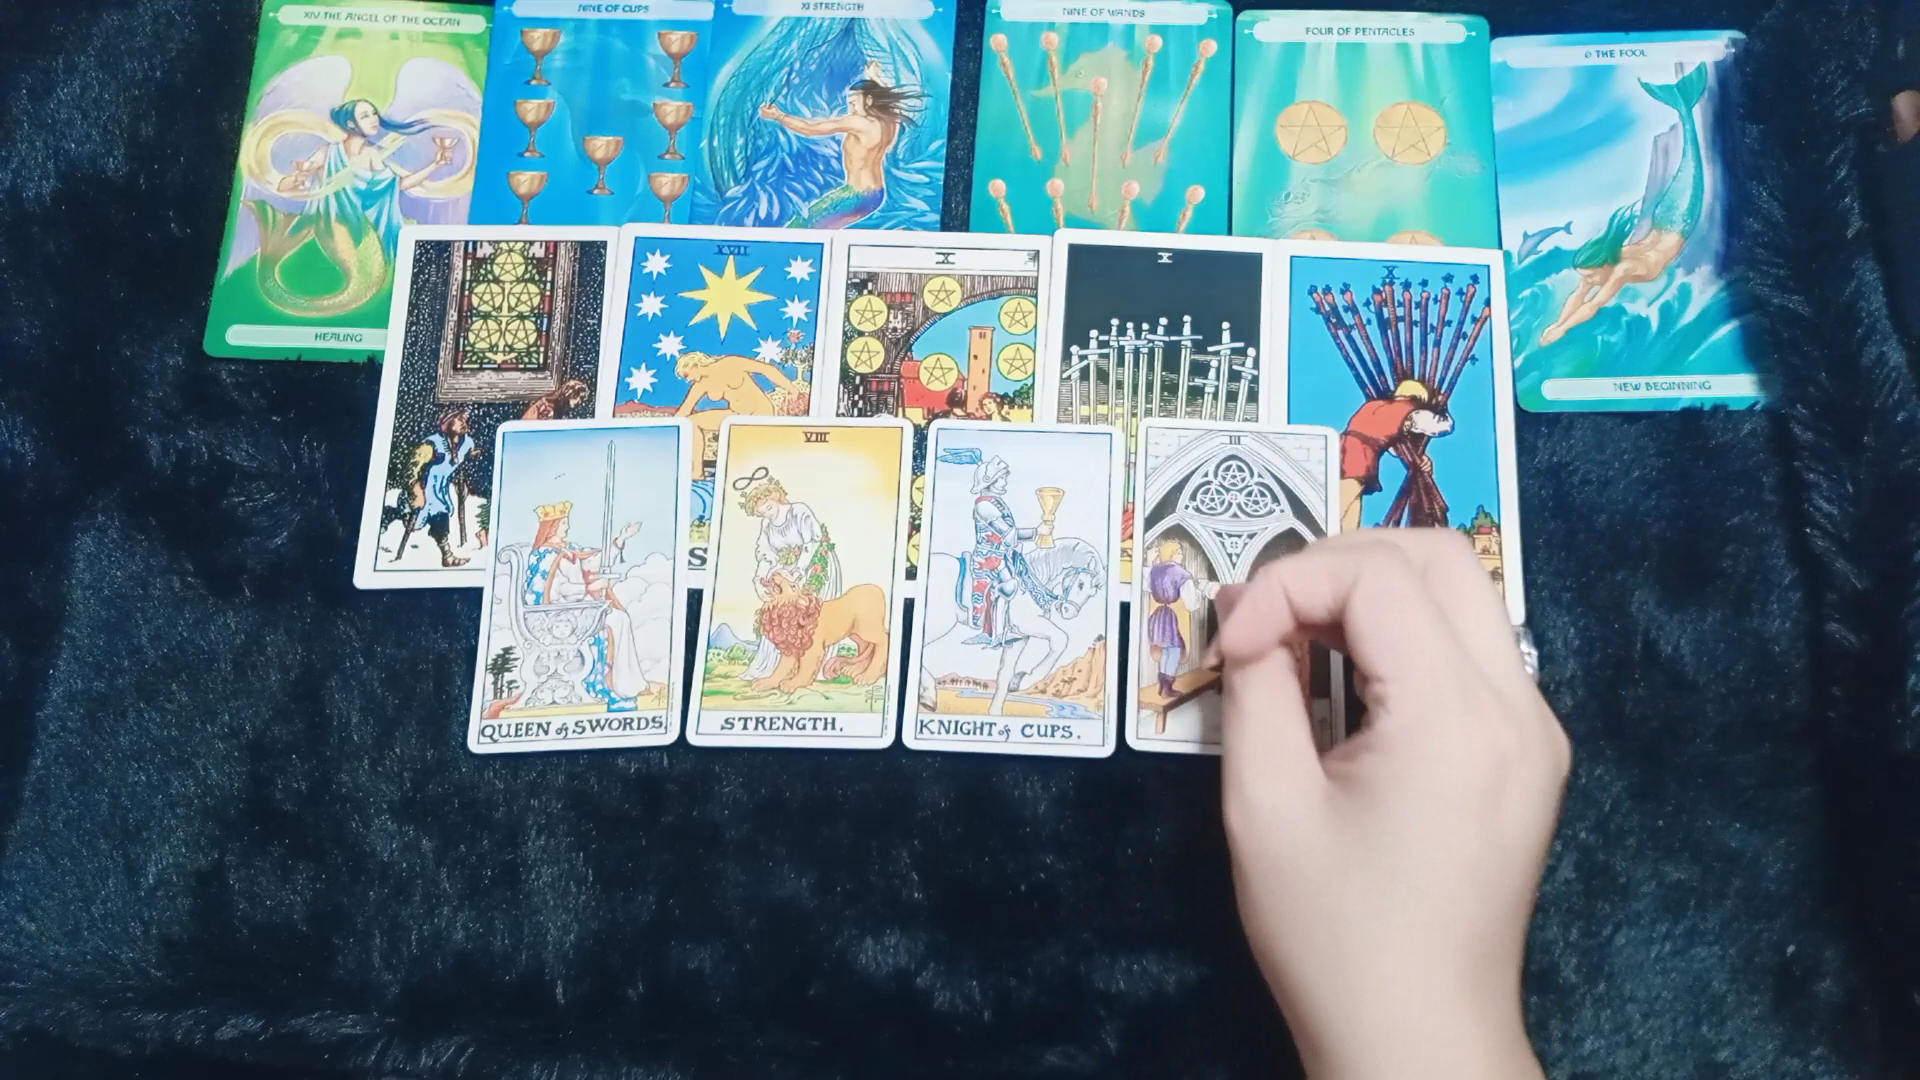 XIV THE ANGEL OF THE OCEAN
NINE OF CUPS
XI STRENGTH
NINE OF WANDS
FOUR OF PENTACLES
0 THE FOOL
HEALING
NEW BEGINNING
XVII
X
X
X
S
VIII
III
QUEEN of SWORDS.
STRENGTH.
KNIGHT of CUPS.